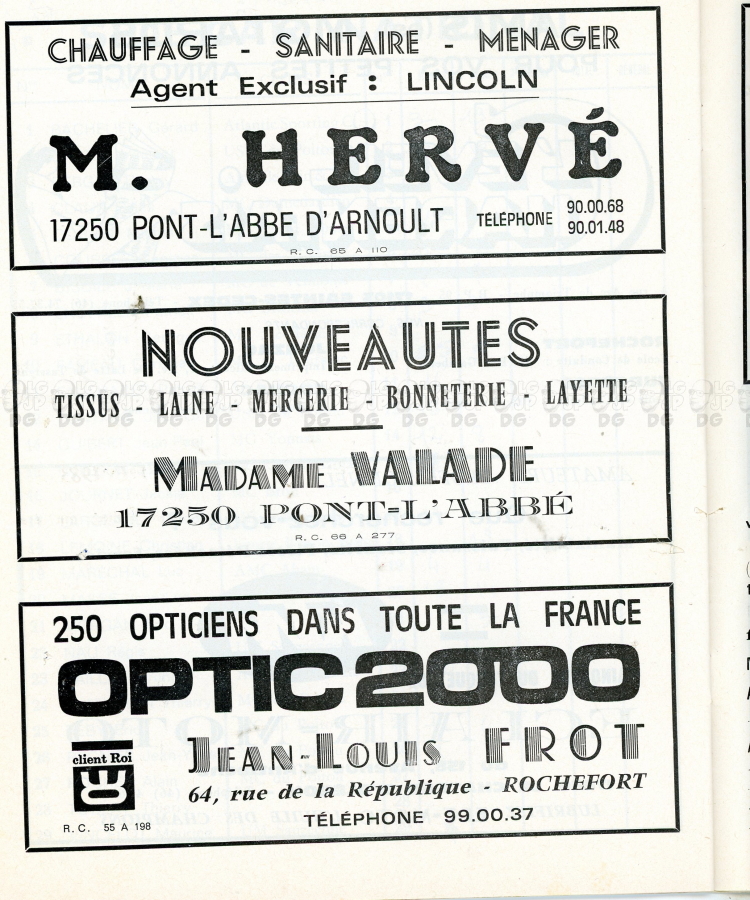 CHAUFFAGE - SANITAIRE - MENAGER
Agent Exclusif : LINCOLN
M. HERVÉ
17250 PONT-L'ABBE D'ARNOULT TÉLÉPHONE 90.00.68
90.01.48
R.C. 65 A 110
NOUVEAUTES
TISSUS - LAINE - MERCERIE - BONNETERIE - LAYETTE
MADAME VALADE
17250 PONT-L'ABBÉ
R.C. 66 A 277
250 OPTICIENS DANS TOUTE LA FRANCE
OPTIC 2000
client Roi
JEAN-LOUIS FROT
64, rue de la République - ROCHEFORT
TÉLÉPHONE 99.00.37
R.C. 55 A 198